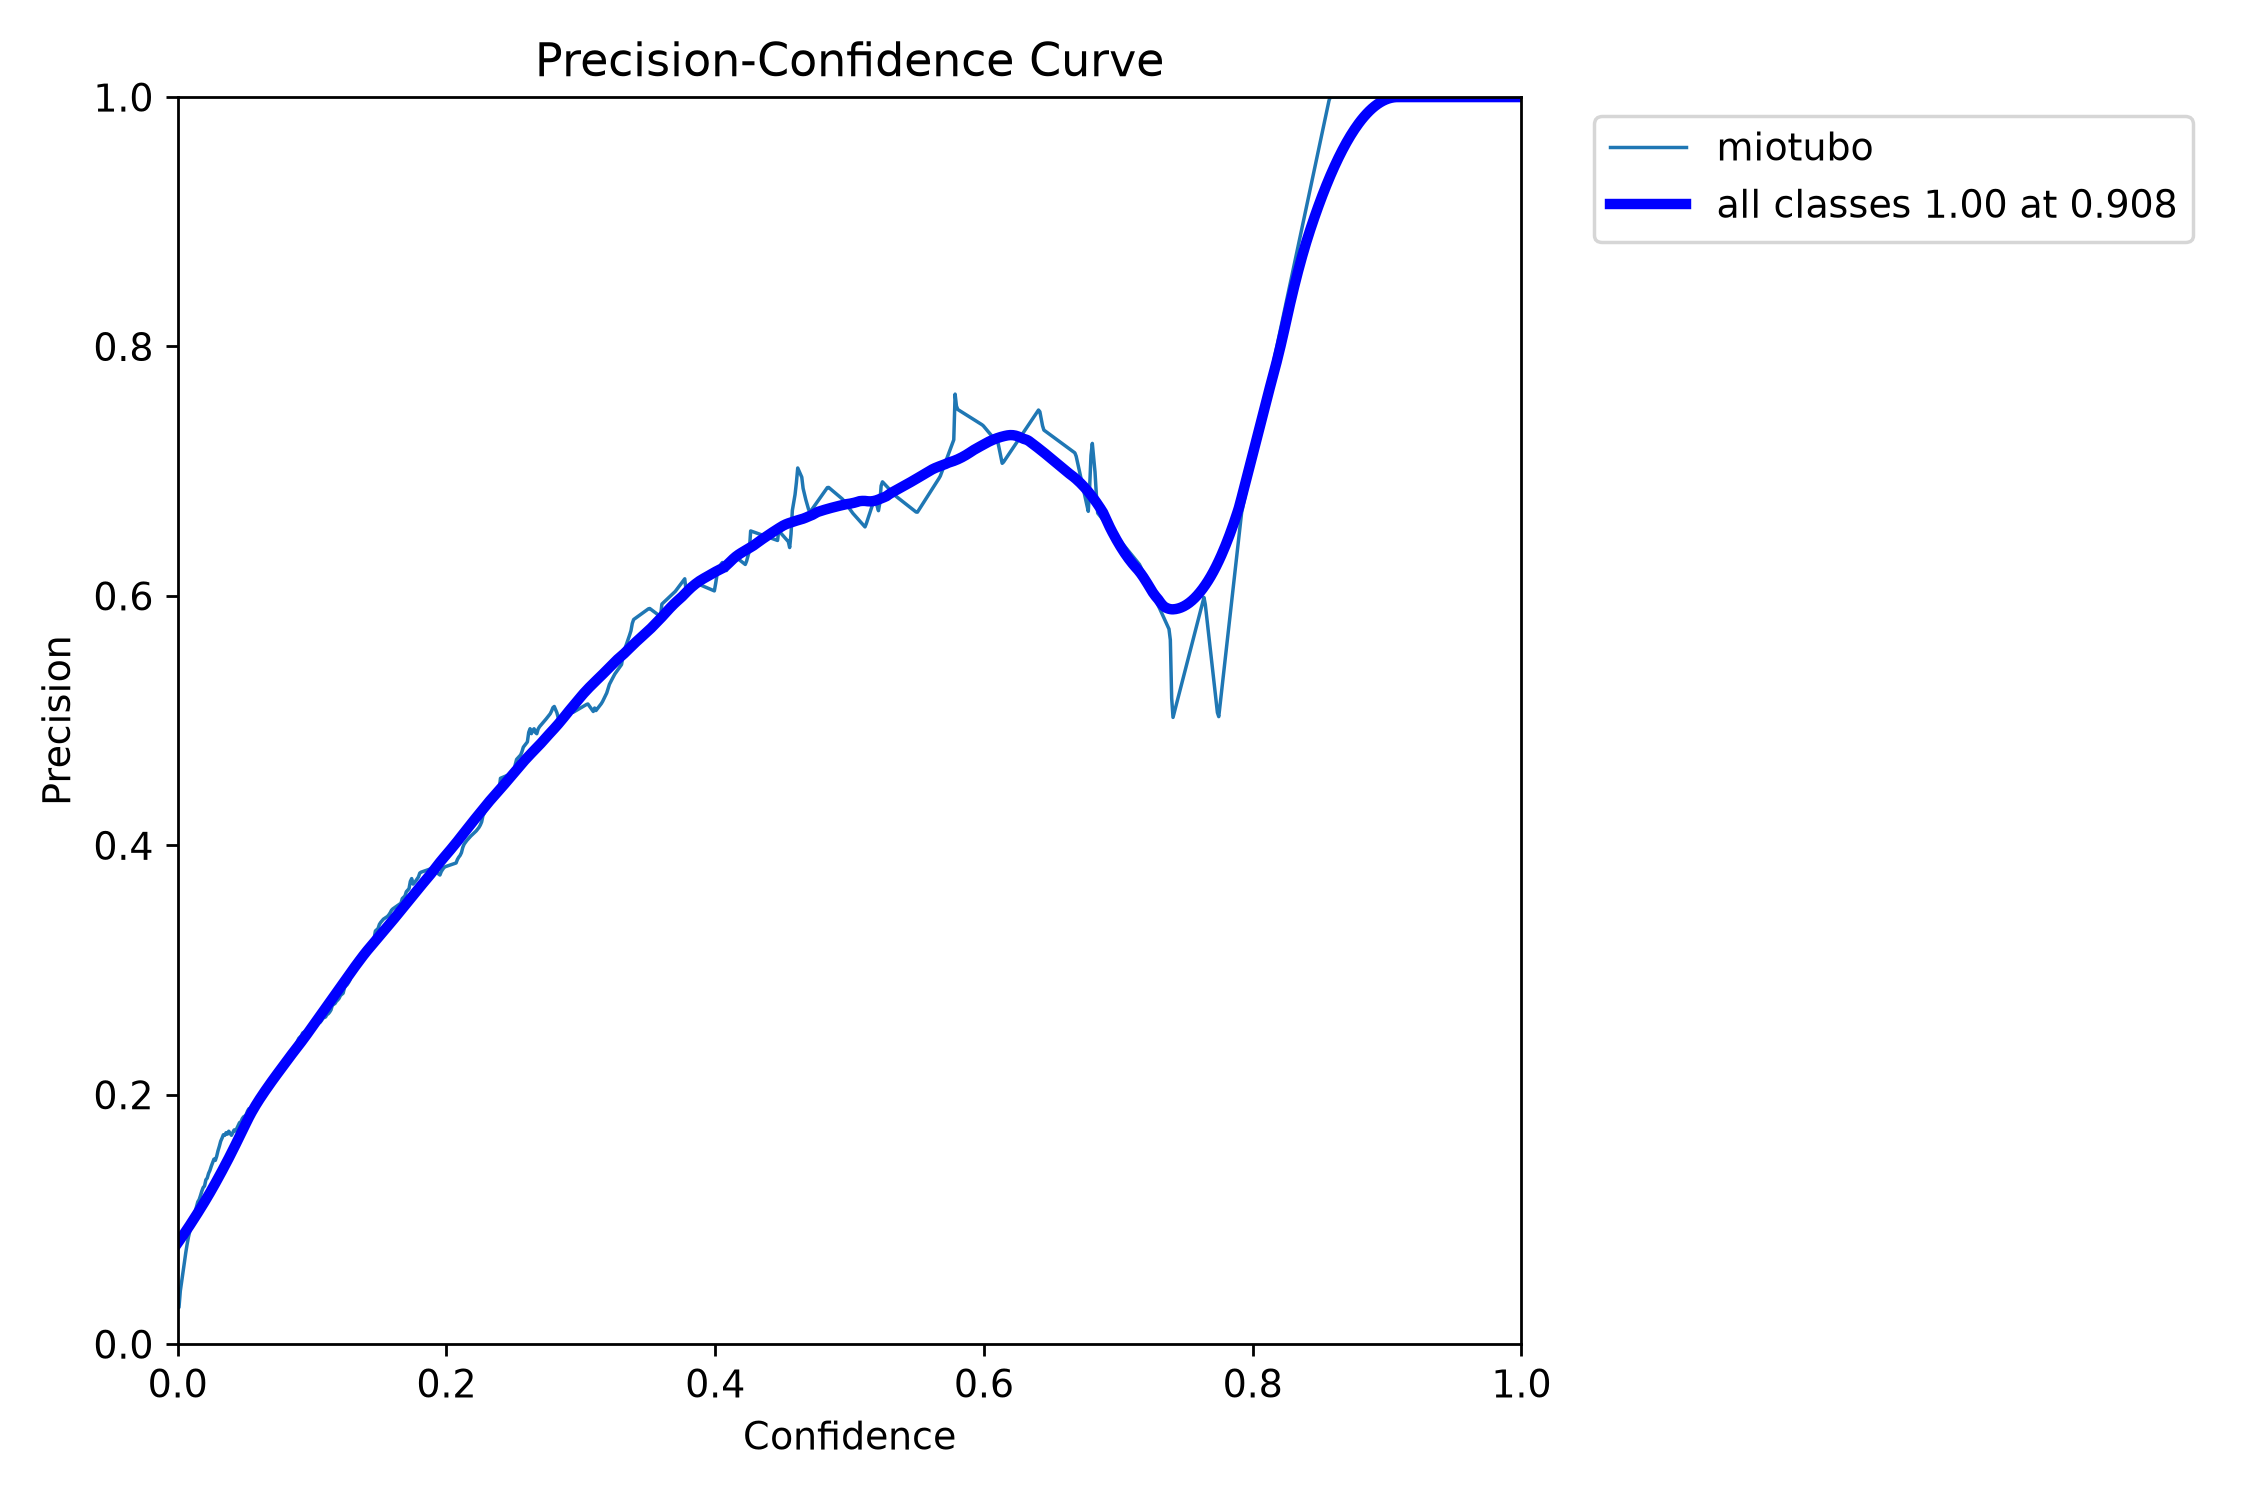 Precision-Confidence Curve
1.0
0.8
0.6
0.4
0.2
0.0
Precision
0.0 0.2 0.4 0.6 0.8 1.0
Confidence
miotubo
all classes 1.00 at 0.908